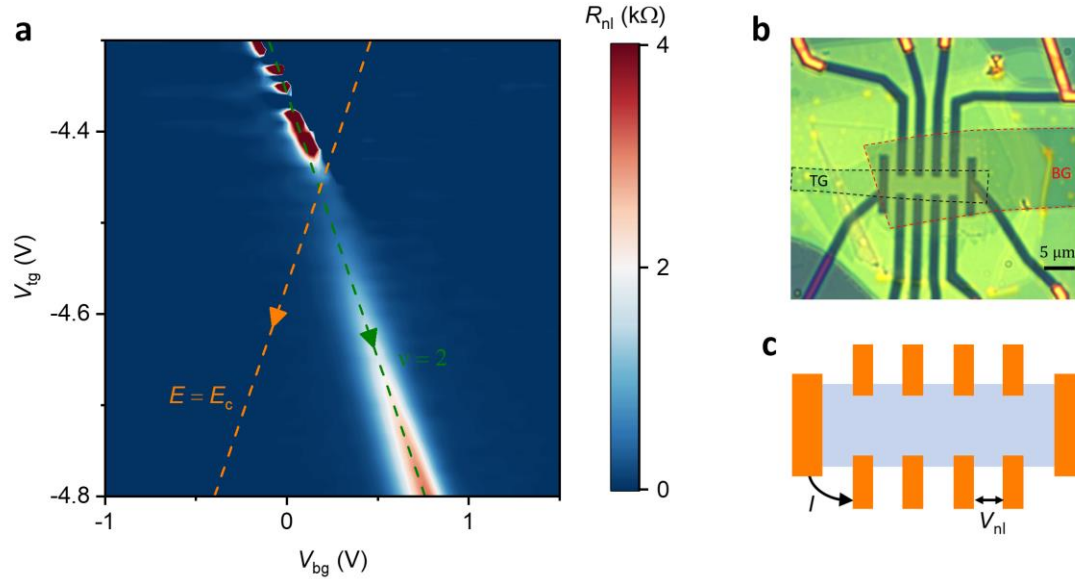 a
R_nl (kΩ)
4
2
0
-4.4
-4.6
-4.8
V_tg (V)
-1
0
1
V_bg (V)
E = E_c
ν = 2
b
TG
BG
5 μm
c
I
V_nl